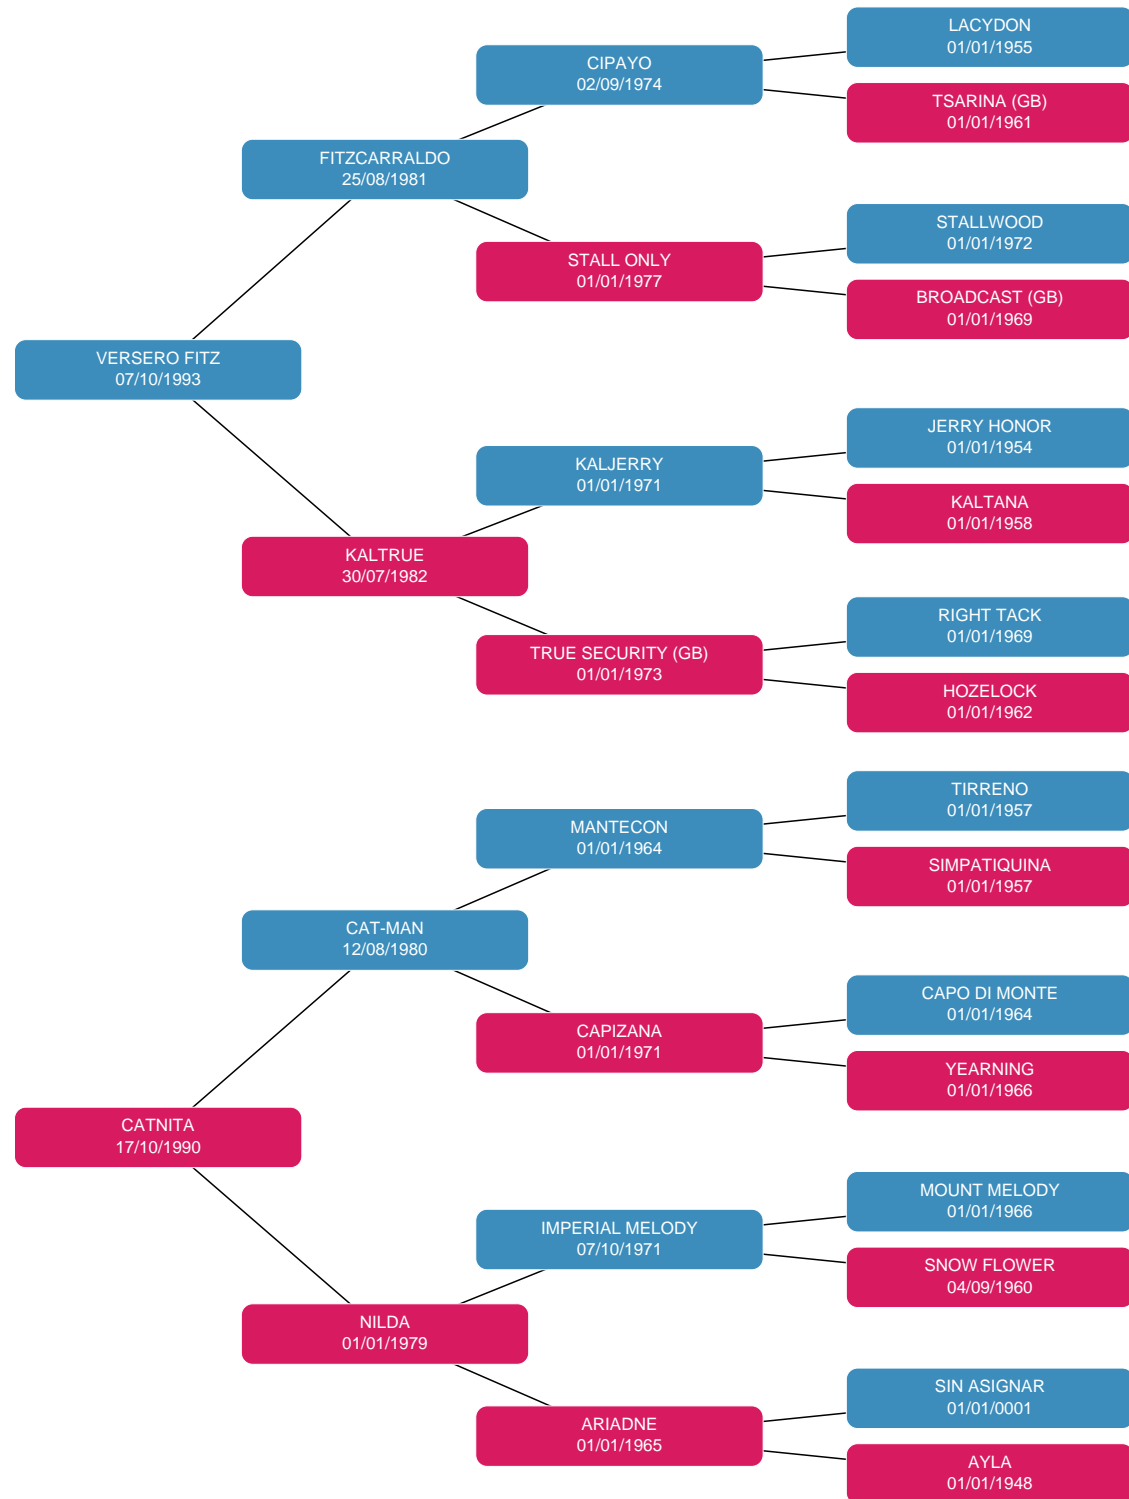 LACYDON
01/01/1955
CIPAYO
02/09/1974
TSARINA (GB)
01/01/1961
FITZCARRALDO
25/08/1981
STALLWOOD
01/01/1972
STALL ONLY
01/01/1977
BROADCAST (GB)
01/01/1969
VERSERO FITZ
07/10/1993
JERRY HONOR
01/01/1954
KALJERRY
01/01/1971
KALTANA
01/01/1958
KALTRUE
30/07/1982
RIGHT TACK
01/01/1969
TRUE SECURITY (GB)
01/01/1973
HOZELOCK
01/01/1962
TIRRENO
01/01/1957
MANTECON
01/01/1964
SIMPATIQUINA
01/01/1957
CAT-MAN
12/08/1980
CAPO DI MONTE
01/01/1964
CAPIZANA
01/01/1971
YEARNING
01/01/1966
CATNITA
17/10/1990
MOUNT MELODY
01/01/1966
IMPERIAL MELODY
07/10/1971
SNOW FLOWER
04/09/1960
NILDA
01/01/1979
SIN ASIGNAR
01/01/0001
ARIADNE
01/01/1965
AYLA
01/01/1948